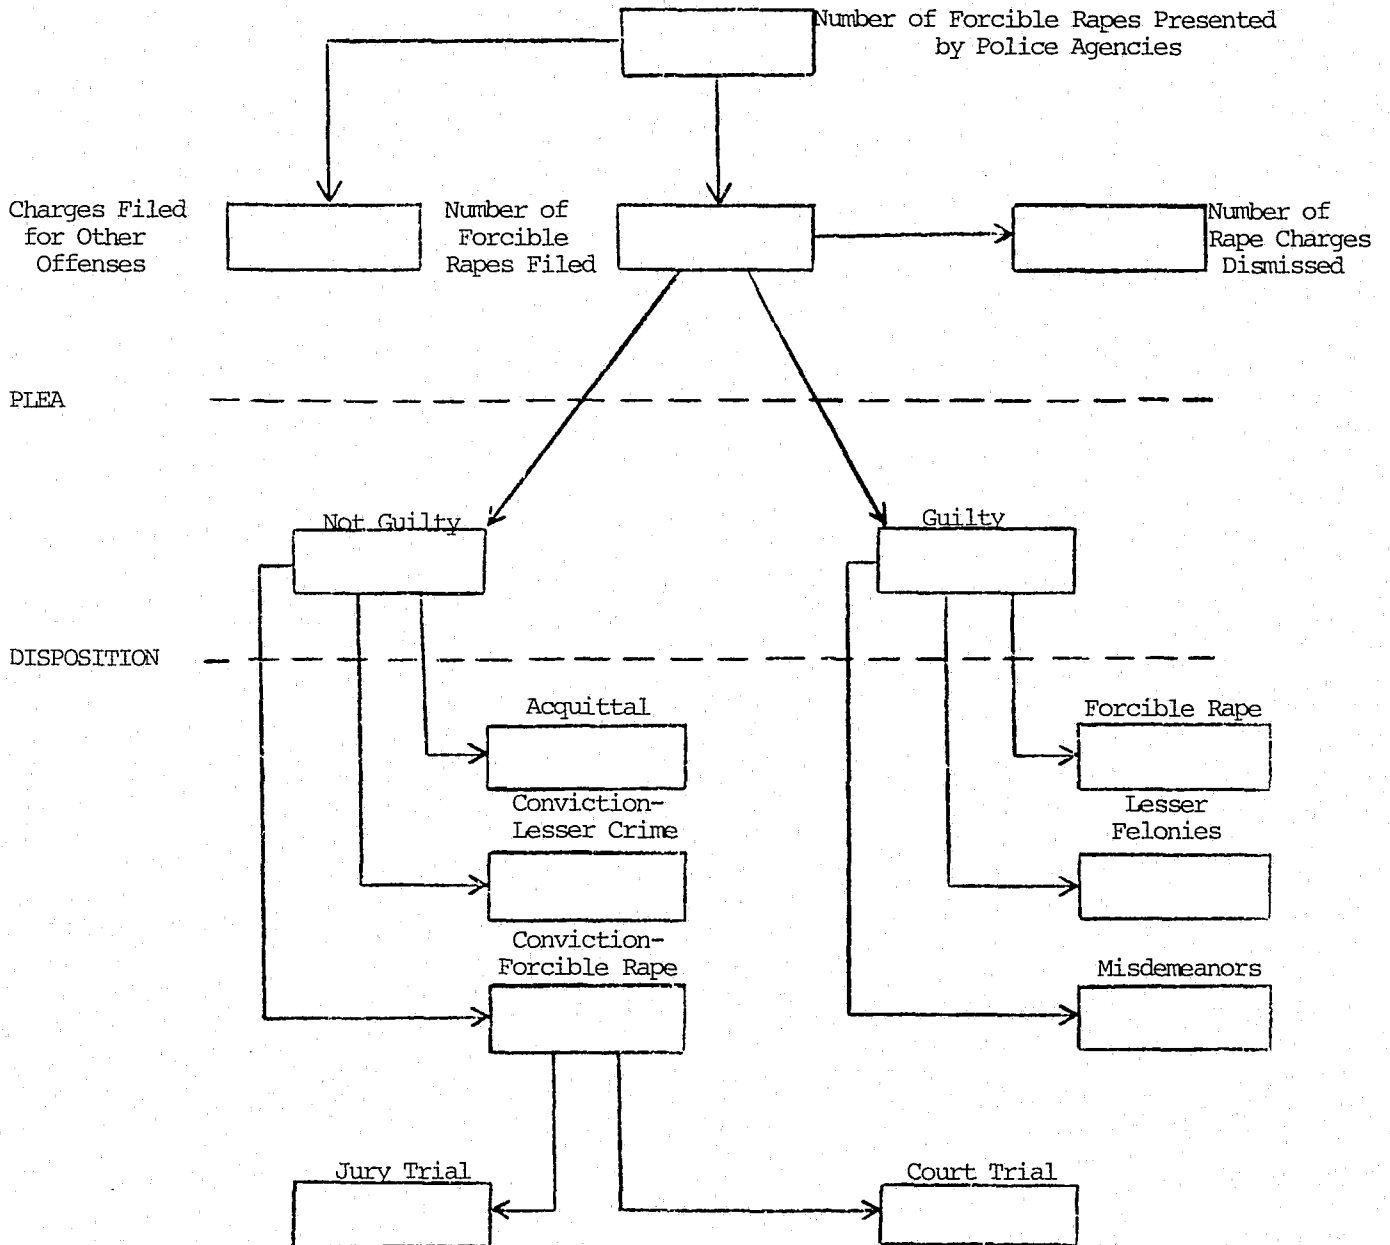 Number of Forcible Rapes Presented
by Police Agencies
Charges Filed
for Other
Offenses
Number of
Forcible
Rapes Filed
Number of
Rape Charges
Dismissed
PLEA
Not Guilty
Guilty
DISPOSITION
Acquittal
Forcible Rape
Conviction-
Lesser Crime
Lesser
Felonies
Conviction-
Forcible Rape
Misdemeanors
Jury Trial
Court Trial